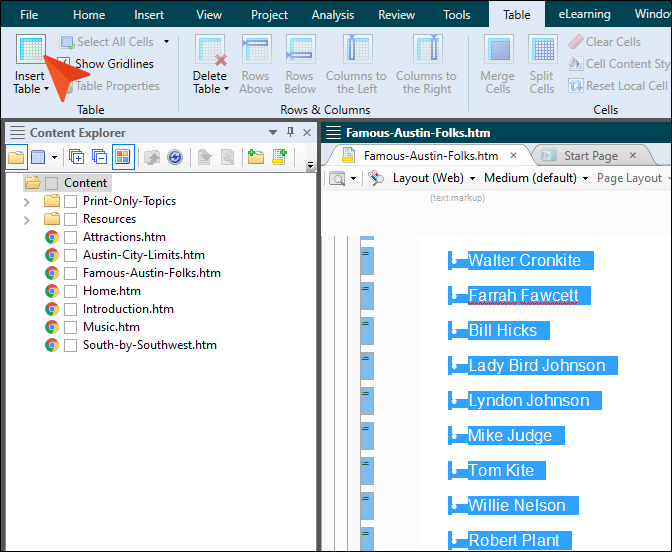 File Home Insert View Project Analysis Review Tools Table eLearning Window
Select All Cells
Show Gridlines
Table Properties
Insert
Table
Table
Delete
Table
Rows
Above
Rows
Below
Columns to
the Left
Columns to
the Right
Rows & Columns
Merge
Cells
Split
Cells
Clear Cells
Cell Content Sty
Reset Local Cell
Cells
Content Explorer
Content
Print-Only-Topics
Resources
Attractions.htm
Austin-City-Limits.htm
Famous-Austin-Folks.htm
Home.htm
Introduction.htm
Music.htm
South-by-Southwest.htm
Famous-Austin-Folks.htm
Famous-Austin-Folks.htm Start Page
Layout (Web) Medium (default) Page Layout
(text markup)
Walter Cronkite
Farrah Fawcett
Bill Hicks
Lady Bird Johnson
Lyndon Johnson
Mike Judge
Tom Kite
Willie Nelson
Robert Plant